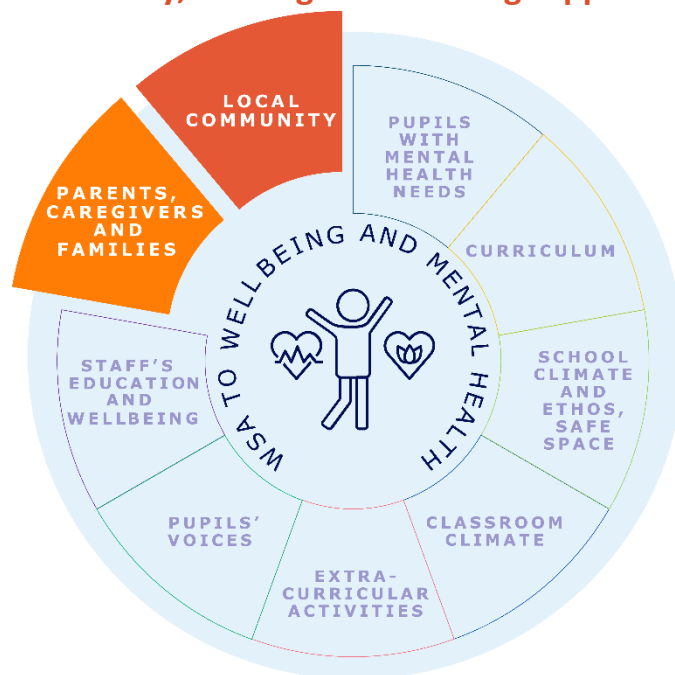 LOCAL
COMMUNITY
PUPILS
WITH
MENTAL
HEALTH
NEEDS
PARENTS,
CAREGIVERS
AND
FAMILIES
CURRICULUM
WSA TO WELLBEING AND MENTAL HEALTH
STAFF'S
EDUCATION
AND
WELLBEING
SCHOOL
CLIMATE
AND
ETHOS,
SAFE
SPACE
PUPILS'
VOICES
CLASSROOM
CLIMATE
EXTRA-
CURRICULAR
ACTIVITIES